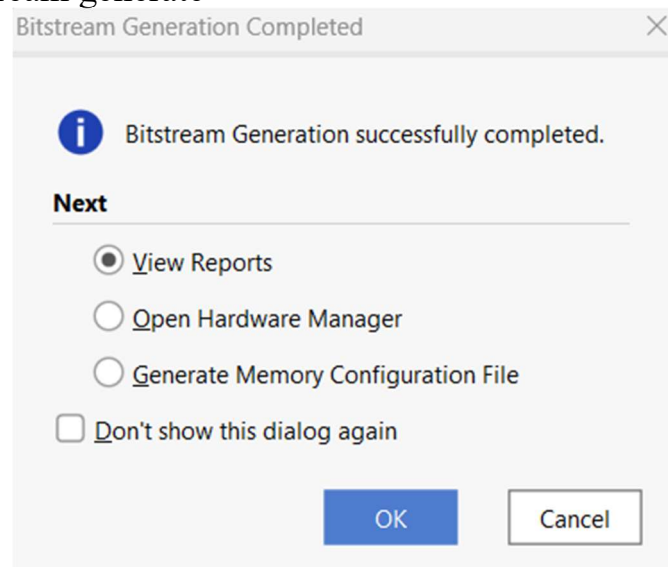 Bitstream Generation Completed
Bitstream Generation successfully completed.
Next
View Reports
Open Hardware Manager
Generate Memory Configuration File
Don't show this dialog again
OK
Cancel